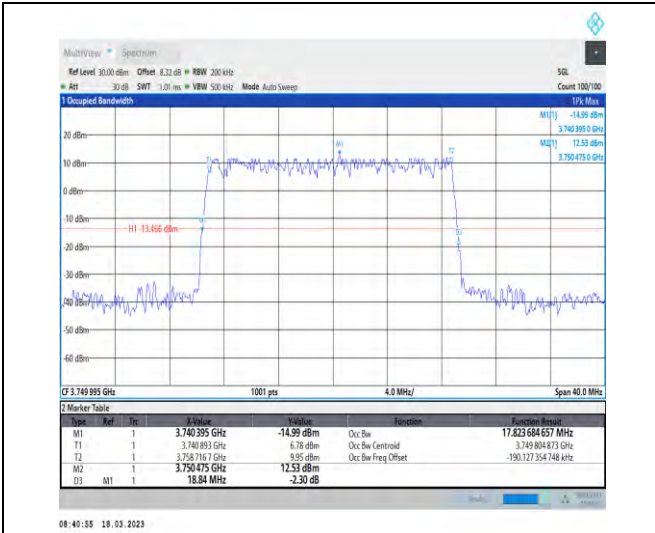 MultiView Spectrum
Ref Level 30.00 dBm Offset 8.32 dB RBW 200 kHz SGL
Att 30 dB SWT 1.01 ms VBW 500 kHz Mode Auto Sweep Count 100/100
1 Occupied Bandwidth 1Pk Max
M1[1] -14.99 dBm
3.740 395 0 GHz
M2[1] 12.53 dBm
3.750 475 0 GHz
20 dBm
10 dBm
0 dBm
-10 dBm
H1 -13.466 dBm
-20 dBm
-30 dBm
-40 dBm
-50 dBm
-60 dBm
T1
T2
CF 3.749 995 GHz 1001 pts 4.0 MHz/ Span 40.0 MHz
2 Marker Table
Type Ref Trc X-Value Y-Value Function Function Result
M1 1 3.740 395 GHz -14.99 dBm Occ Bw 17.823 684 657 MHz
T1 1 3.740 893 GHz 6.78 dBm Occ Bw Centroid 3.749 804 873 GHz
T2 1 3.758 716 7 GHz 9.95 dBm Occ Bw Freq Offset -190.127 354 748 kHz
M2 1 3.750 475 GHz 12.53 dBm
D3 M1 1 18.84 MHz -2.30 dB
08:40:55 18.03.2023